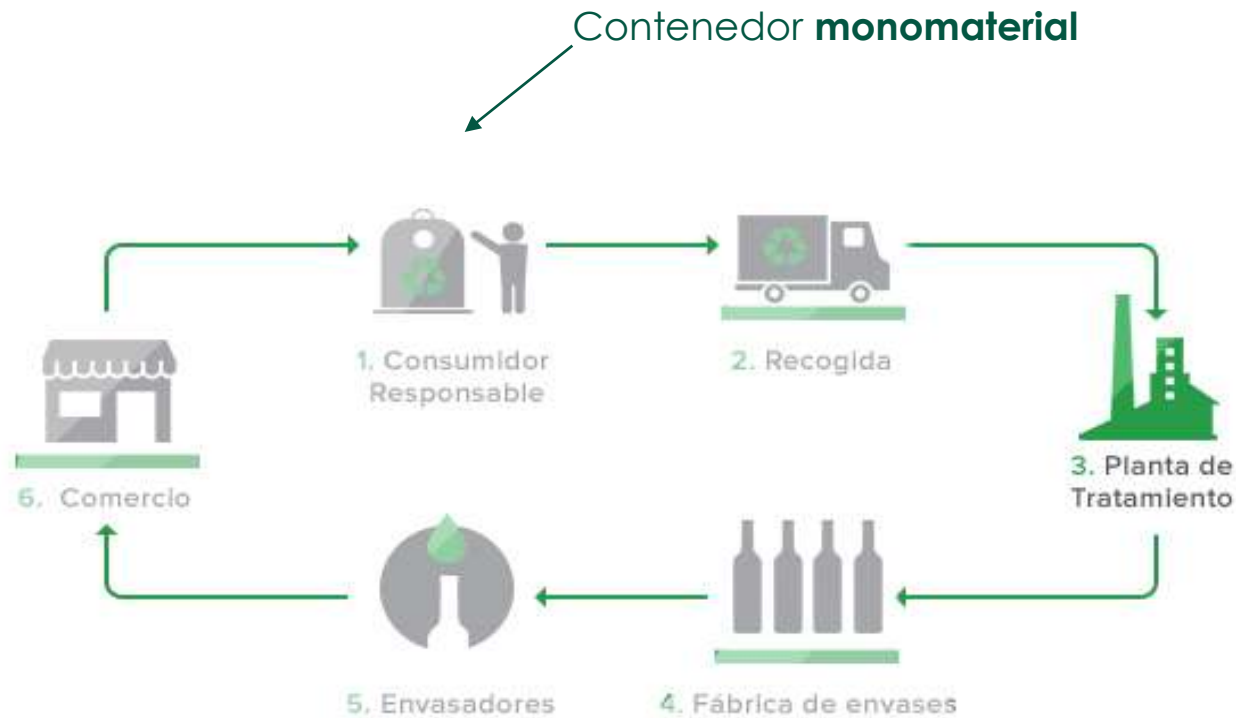 Contenedor monomaterial
1. Consumidor
Responsable
2. Recogida
3. Planta de
Tratamiento
6. Comercio
5. Envasadores
4. Fábrica de envases